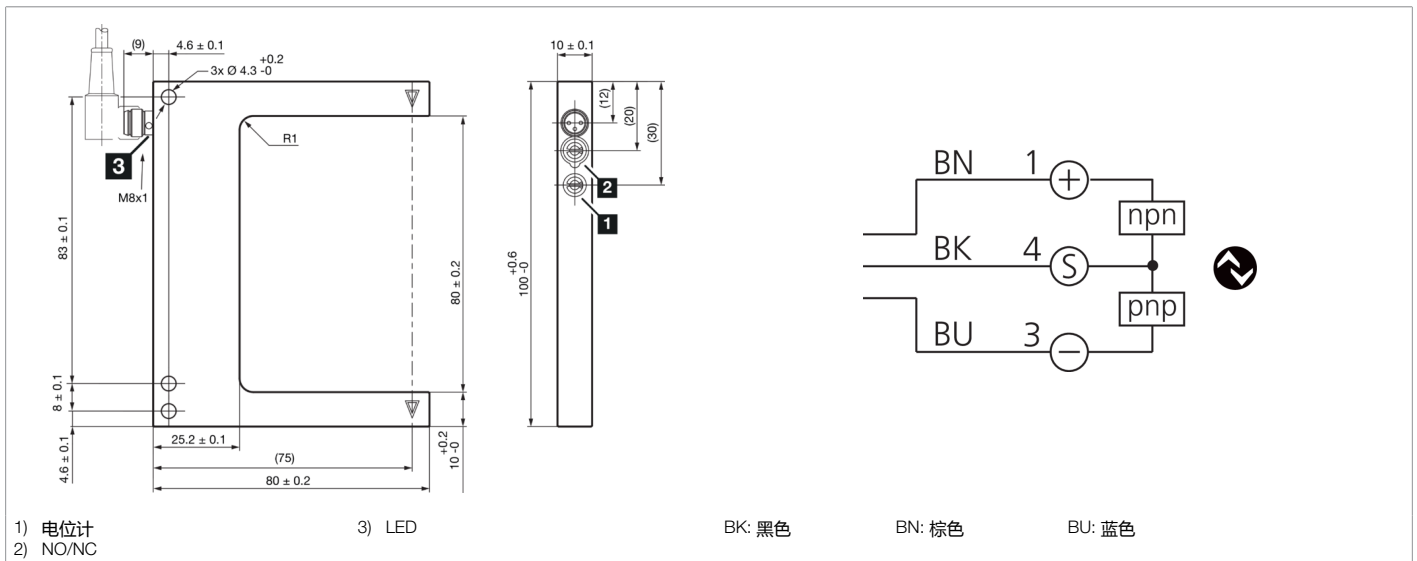 (9)
4.6 ± 0.1
3x Ø 4.3 +0.2 -0
R1
3
M8x1
83 ± 0.1
80 ± 0.2
8 ± 0.1
4.6 ± 0.1
25.2 ± 0.1
(75)
80 ± 0.2
10 +0.2 -0
10 ± 0.1
(12)
(20)
(30)
2
1
100 +0.6 -0
BN 1 +
npn
BK 4 S
pnp
BU 3 −
1) 电位计
2) NO/NC
3) LED
BK: 黑色
BN: 棕色
BU: 蓝色